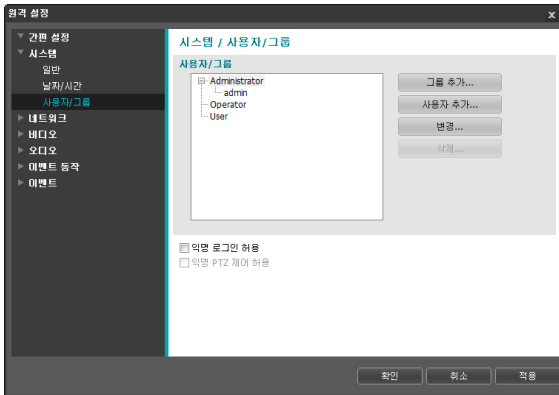 원격 설정
x
간편 설정
시스템
일반
날짜/시간
사용자/그룹
네트워크
비디오
오디오
이벤트 동작
이벤트
시스템 / 사용자/그룹
사용자/그룹
Administrator
admin
Operator
User
그룹 추가...
사용자 추가...
변경...
삭제...
익명 로그인 허용
익명 PTZ 제어 허용
확인
취소
적용